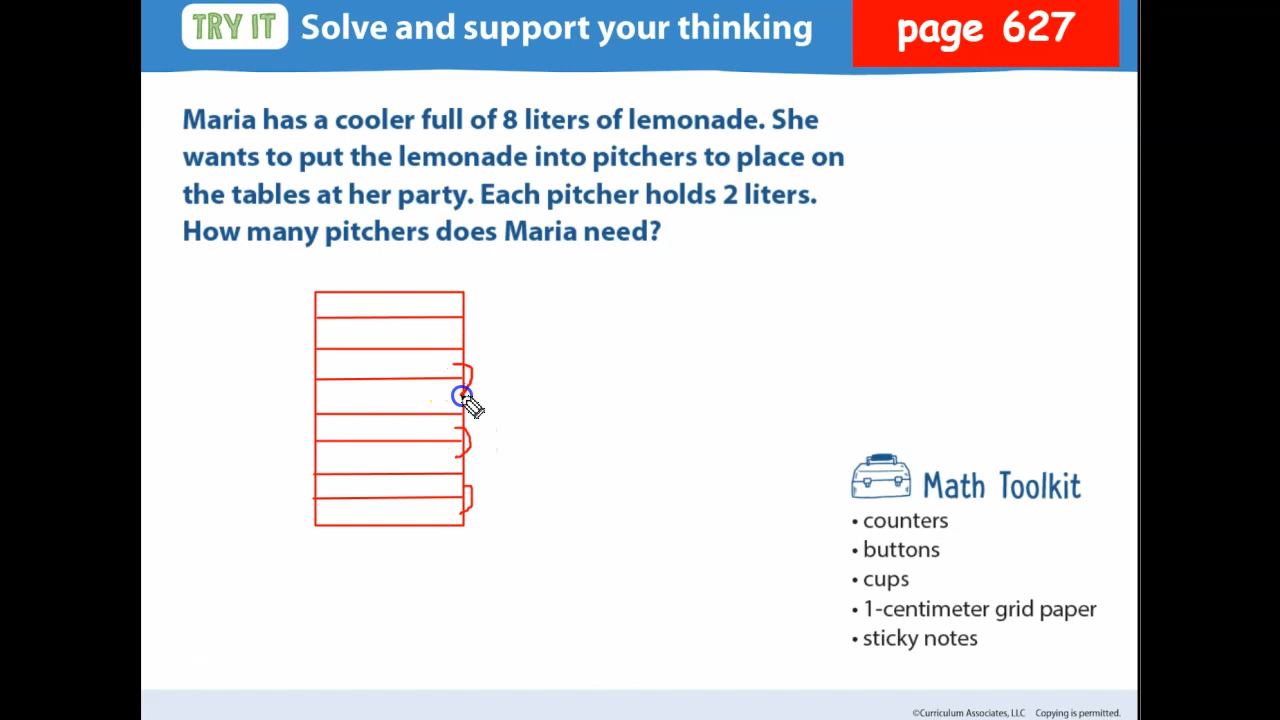 TRY IT Solve and support your thinking
page 627
Maria has a cooler full of 8 liters of lemonade. She
wants to put the lemonade into pitchers to place on
the tables at her party. Each pitcher holds 2 liters.
How many pitchers does Maria need?
Math Toolkit
• counters
• buttons
• cups
• 1-centimeter grid paper
• sticky notes
©Curriculum Associates, LLC Copying is permitted.